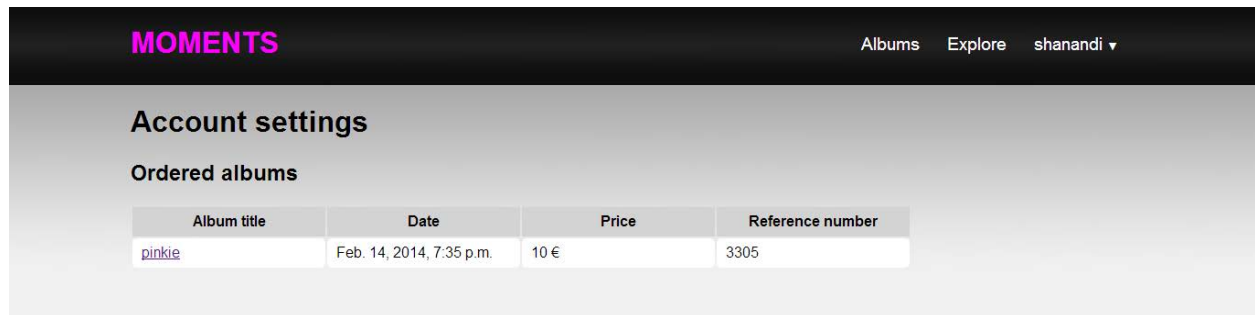 MOMENTS
Albums Explore shanandi ▾
Account settings
Ordered albums
Album title Date Price Reference number
pinkie Feb. 14, 2014, 7:35 p.m. 10 € 3305